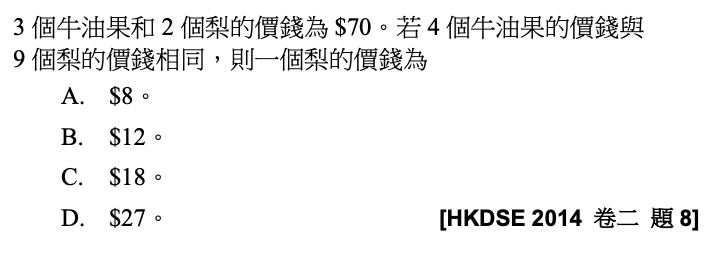 3 個牛油果和 2 個梨的價錢為 $70。若 4 個牛油果的價錢與
9 個梨的價錢相同，則一個梨的價錢為
A. $8。
B. $12。
C. $18。
D. $27。
[HKDSE 2014 卷二 題 8]